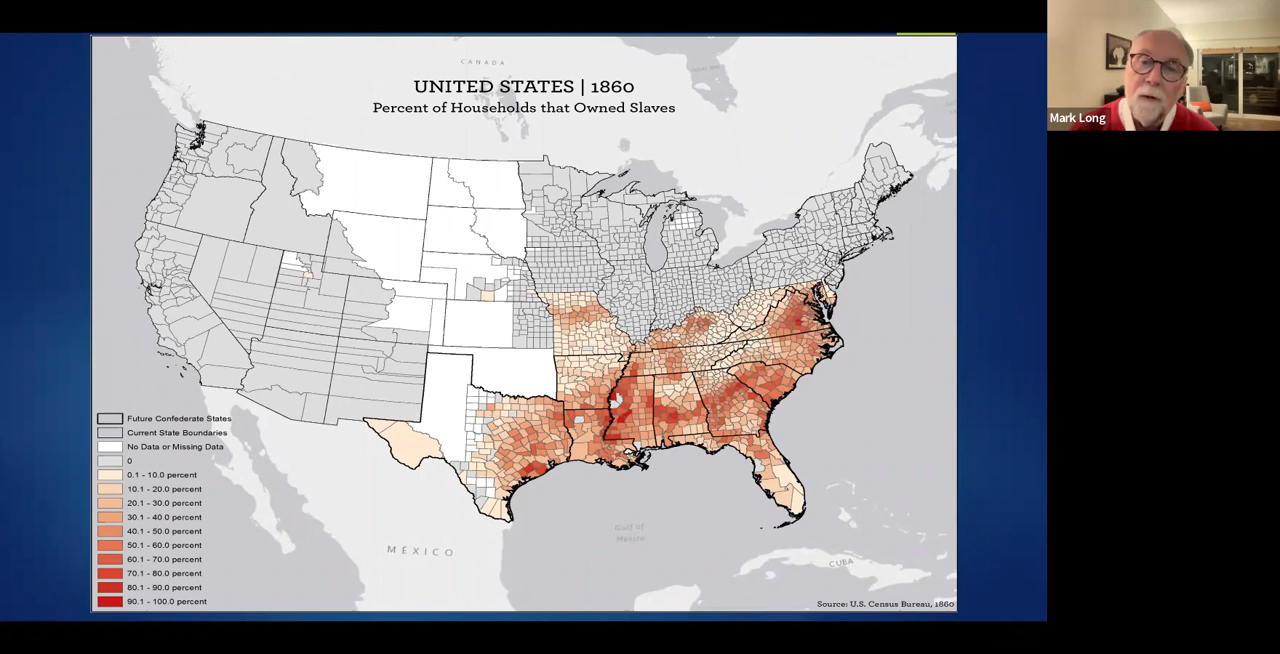 CANADA
UNITED STATES | 1860
Percent of Households that Owned Slaves
Mark Long
Future Confederate States
Current State Boundaries
No Data or Missing Data
0
0.1 - 10.0 percent
10.1 - 20.0 percent
20.1 - 30.0 percent
30.1 - 40.0 percent
40.1 - 50.0 percent
50.1 - 60.0 percent
60.1 - 70.0 percent
70.1 - 80.0 percent
80.1 - 90.0 percent
90.1 - 100.0 percent
Gulf of
Mexico
MÉXICO
CUBA
Source: U.S. Census Bureau, 1860